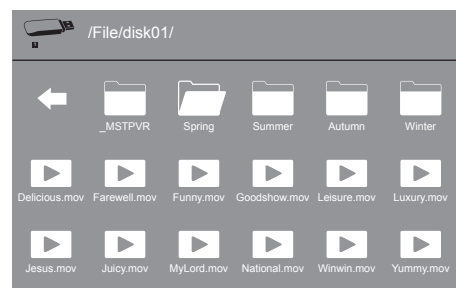 /File/disk01/
_MSTPVR Spring Summer Autumn Winter
Delicious.mov Farewell.mov Funny.mov Goodshow.mov Leisure.mov Luxury.mov
Jesus.mov Juicy.mov MyLord.mov National.mov Winwin.mov Yummy.mov